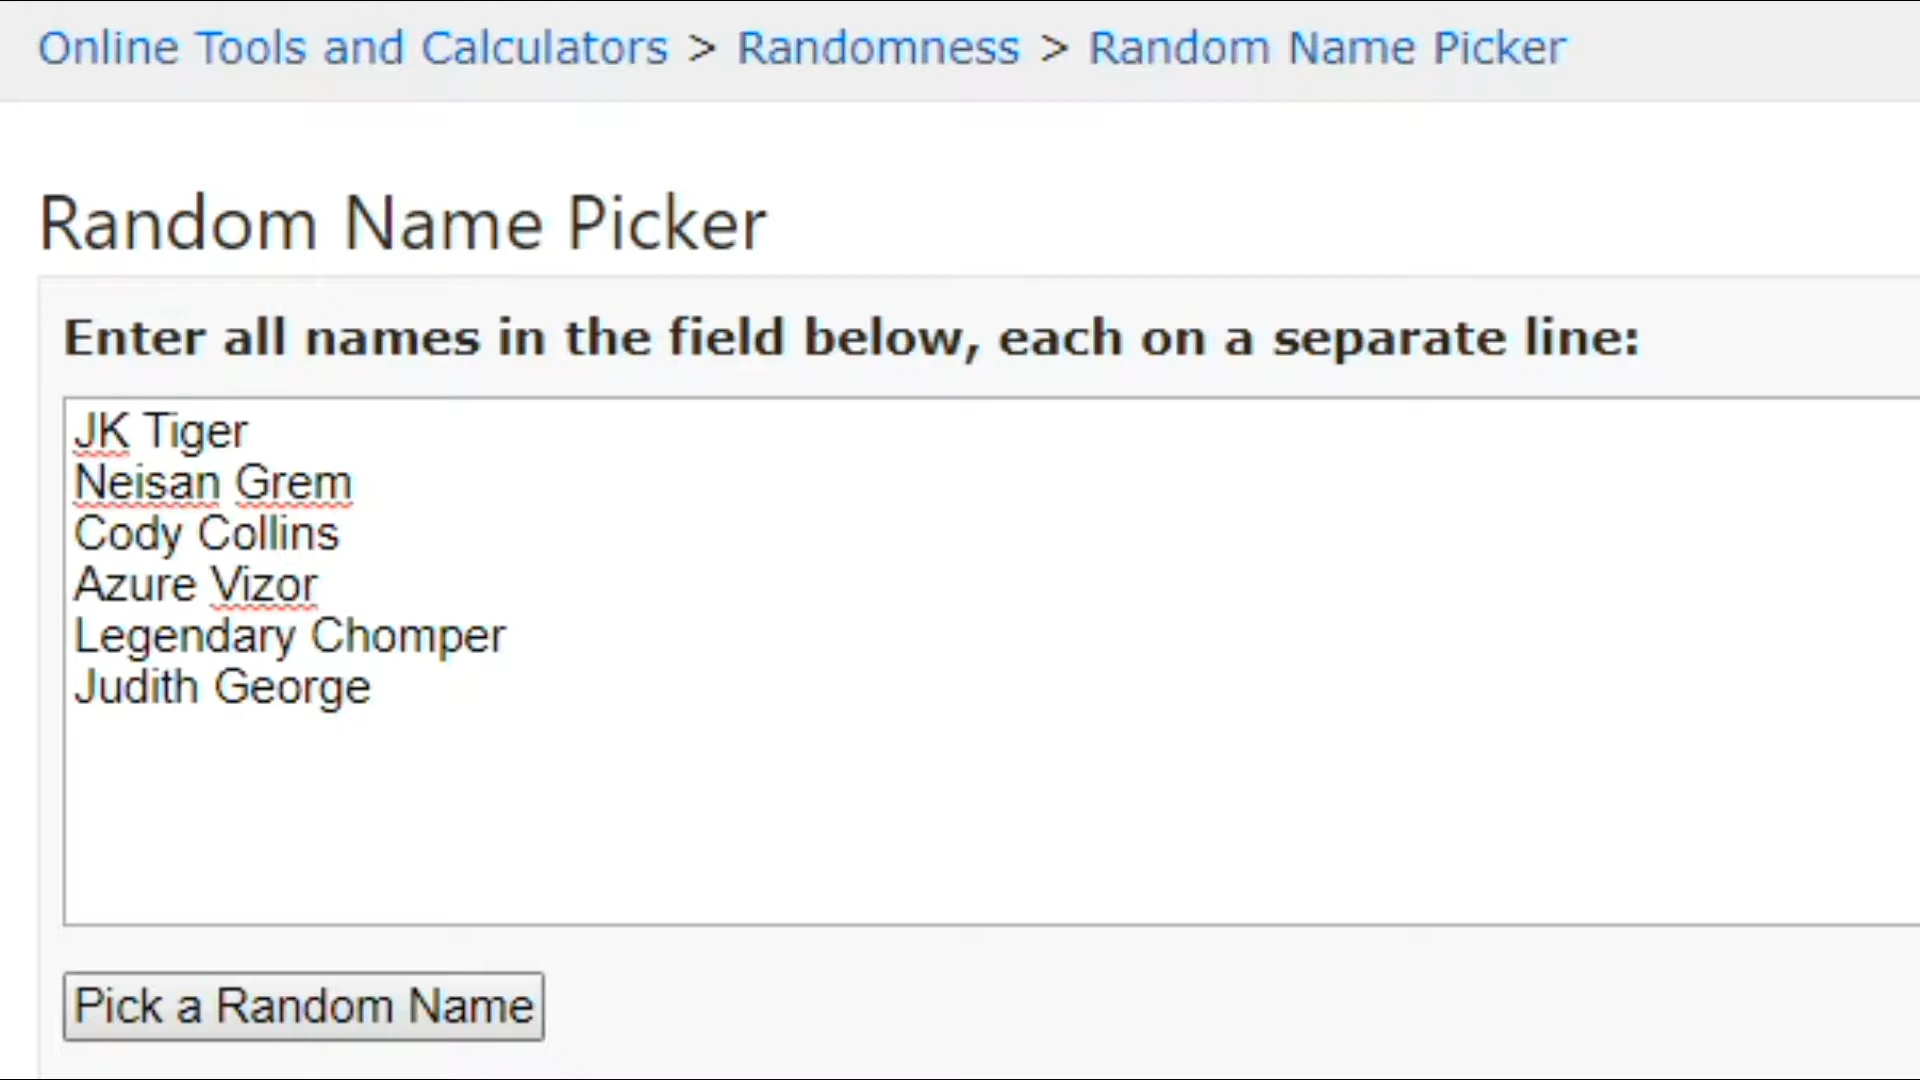 Online Tools and Calculators > Randomness > Random Name Picker
Random Name Picker
Enter all names in the field below, each on a separate line:
JK Tiger
Neisan Grem
Cody Collins
Azure Vizor
Legendary Chomper
Judith George
Pick a Random Name